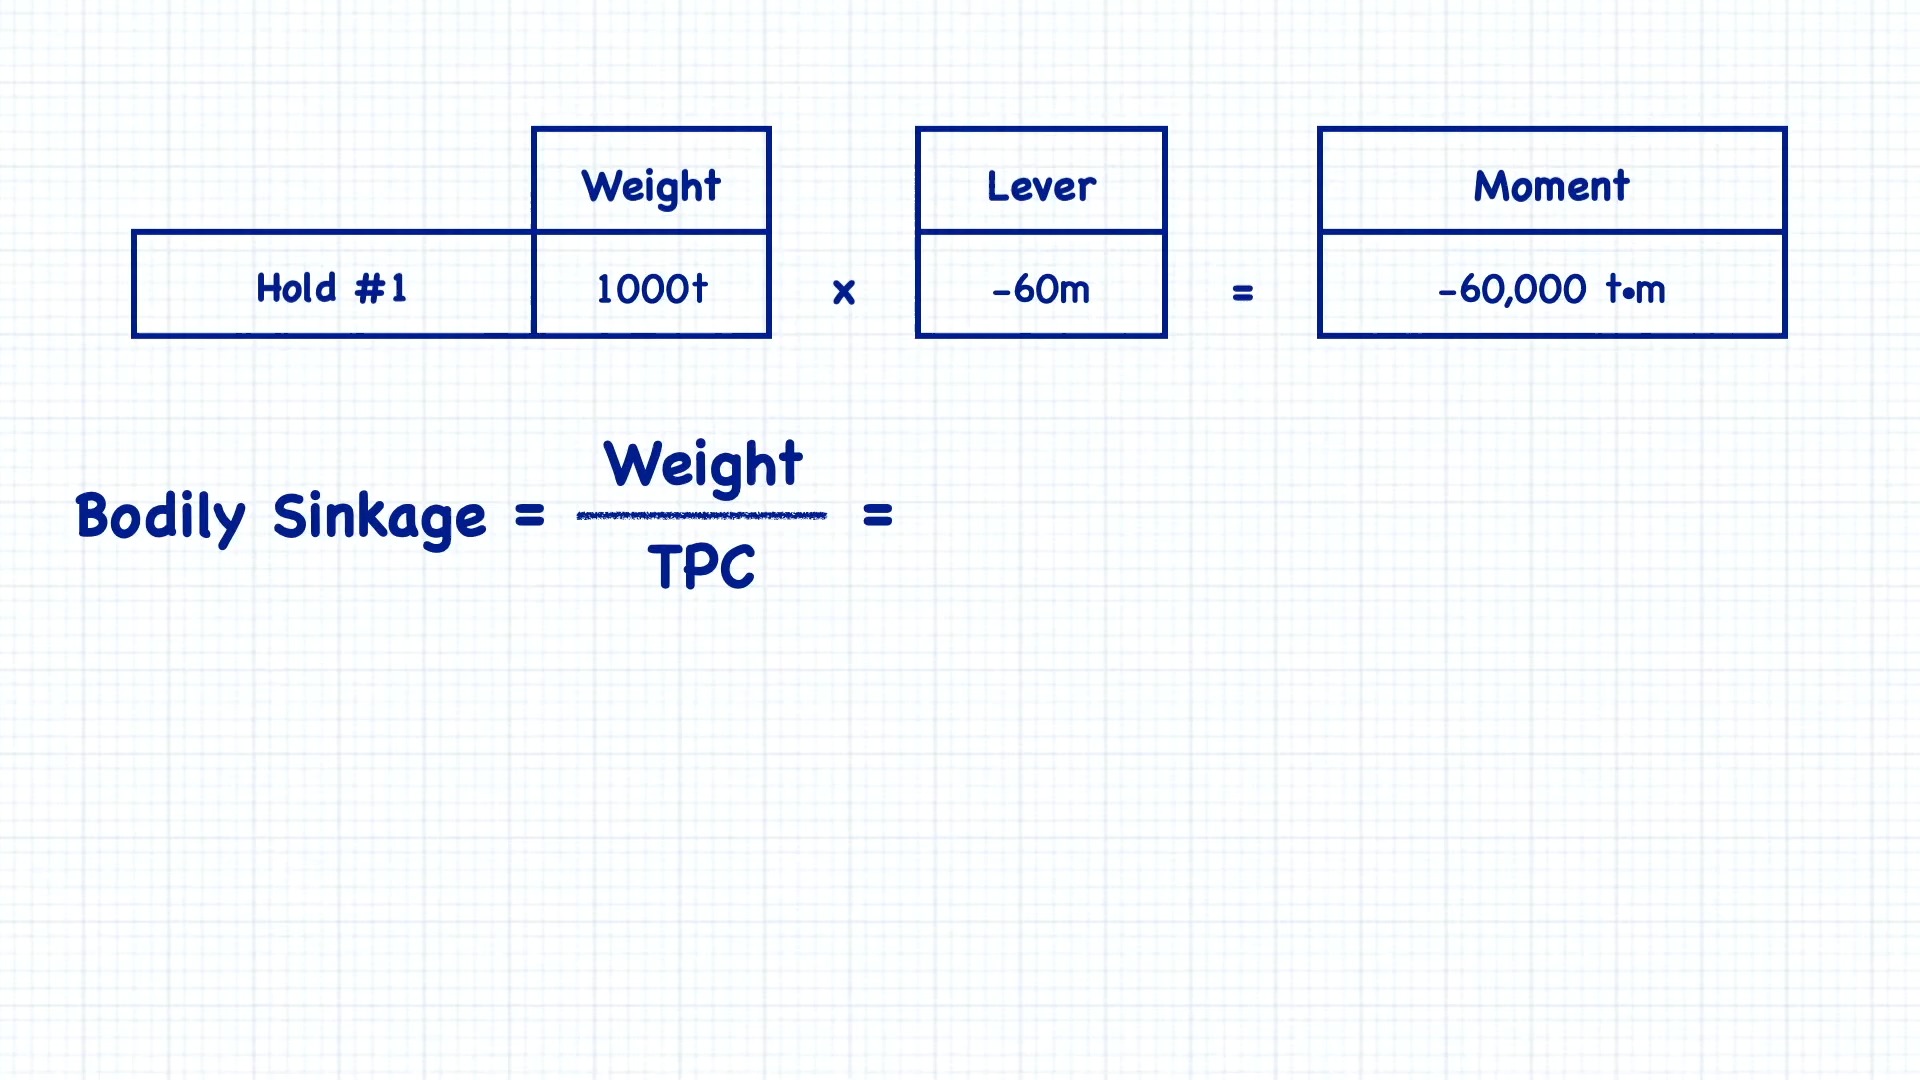 Weight Lever Moment
Hold #1 1000t x -60m = -60,000 t•m
Weight
Bodily Sinkage = =
TPC